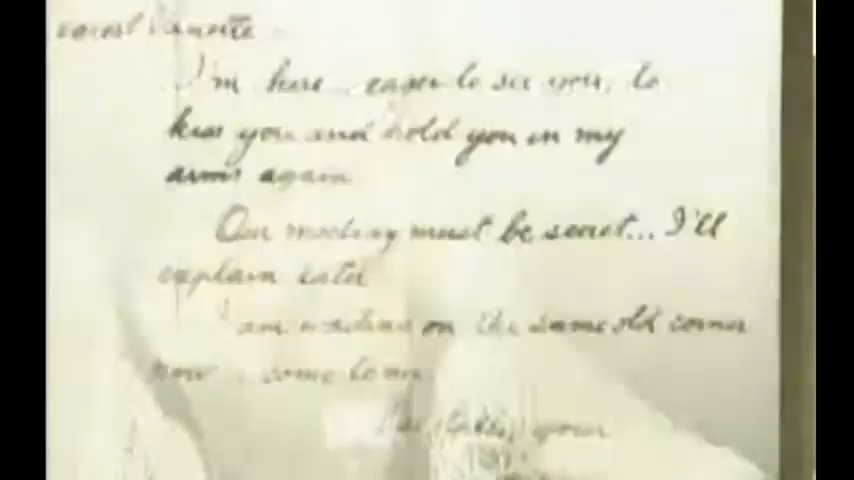 I'm here... eager to see you, to
kiss you and hold you in my
arms again
Our meeting must be secret... I'll
explain later
I am waiting on the same old corner
now... come to me.
your